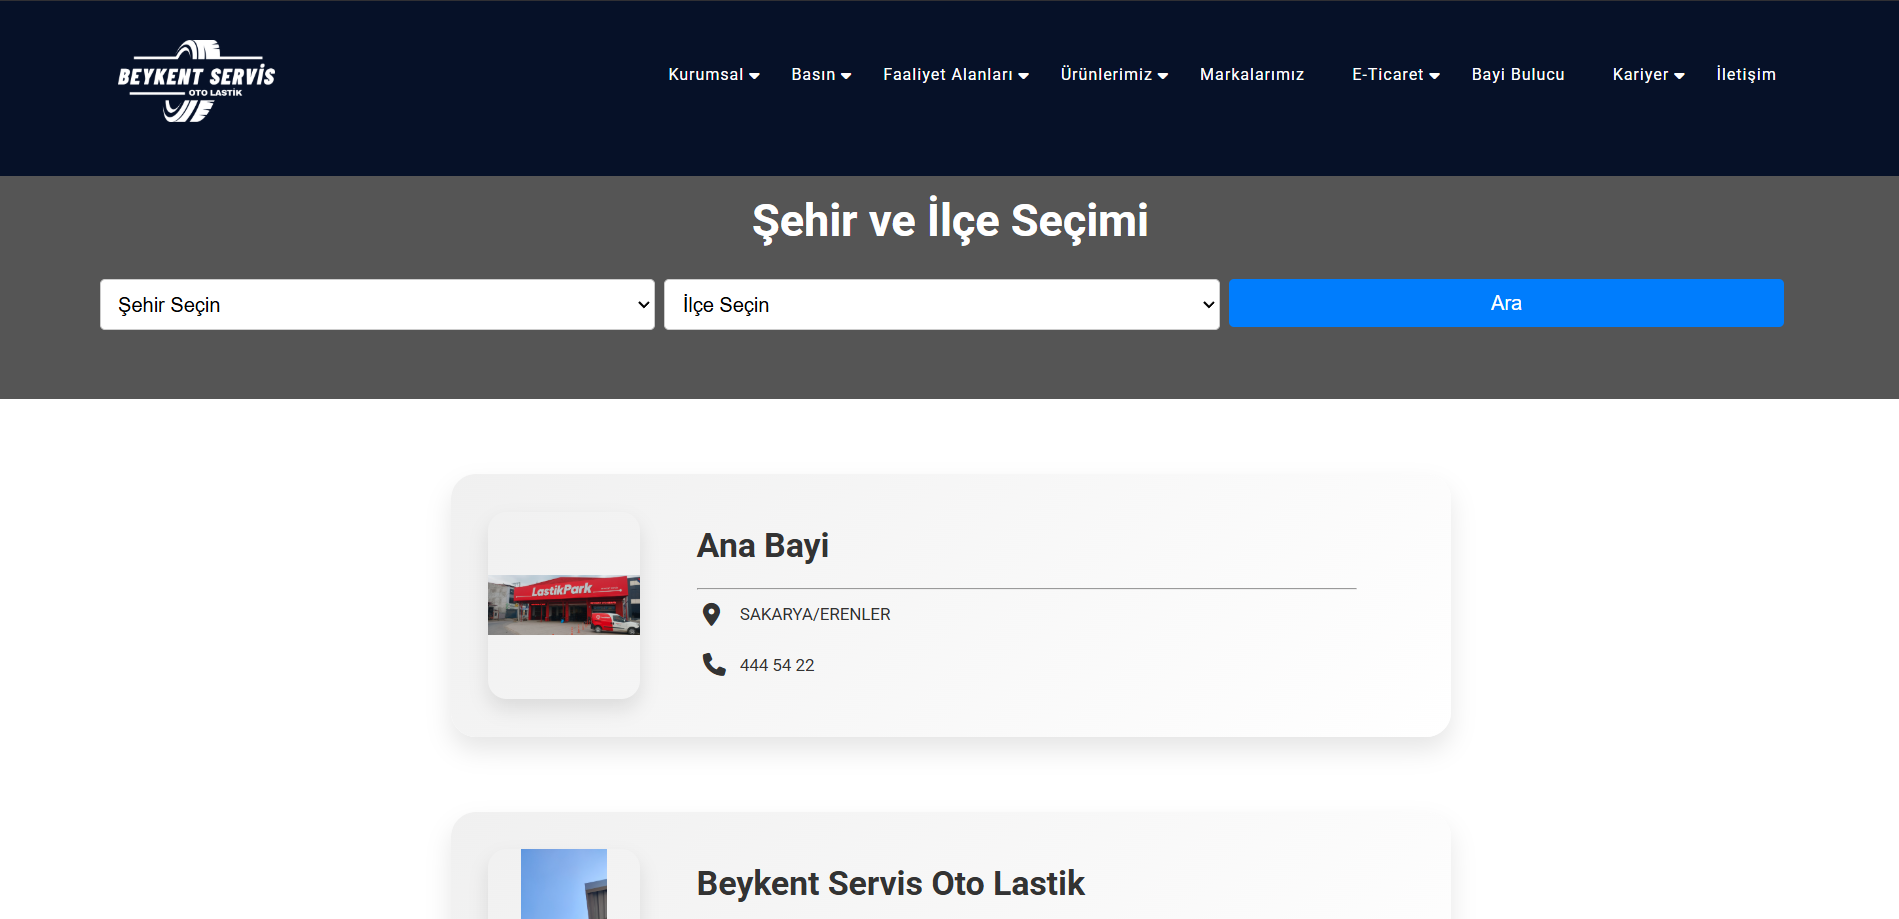 BEYKENT SERVİS
OTO LASTİK
Kurumsal
Basın
Faaliyet Alanları
Ürünlerimiz
Markalarımız
E-Ticaret
Bayi Bulucu
Kariyer
İletişim
Şehir ve İlçe Seçimi
Şehir Seçin
İlçe Seçin
Ara
Ana Bayi
LastikPark
SAKARYA/ERENLER
444 54 22
Beykent Servis Oto Lastik